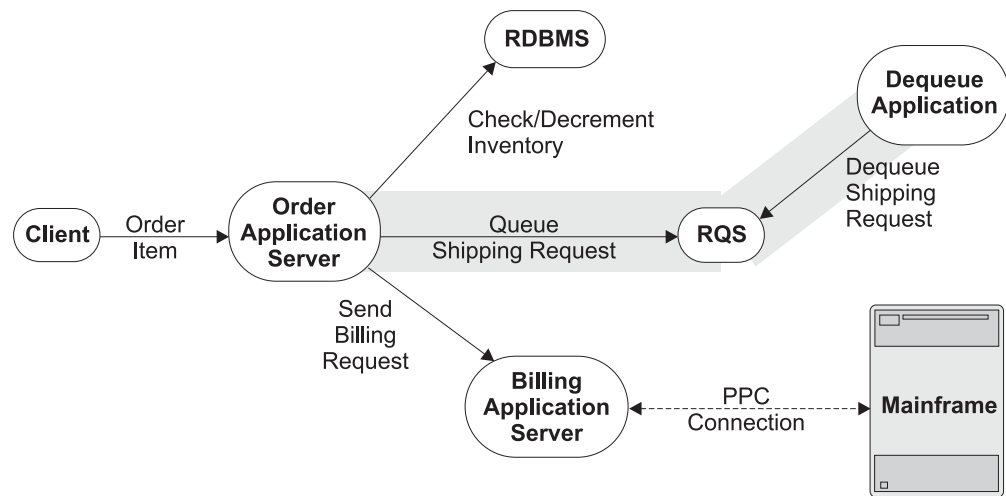 RDBMS
Dequeue
Application
Check/Decrement
Inventory
Dequeue
Shipping
Request
Client
Order
Item
Order
Application
Server
Queue
Shipping Request
RQS
Send
Billing
Request
Billing
Application
Server
PPC
Connection
Mainframe